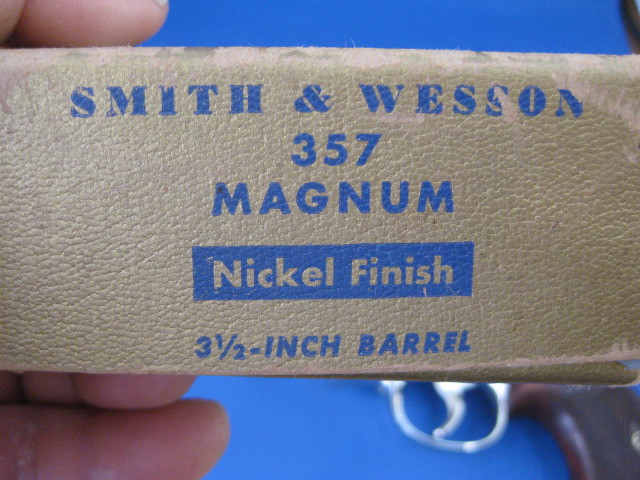 SMITH & WESSON
357
MAGNUM
Nickel Finish
3½-INCH BARREL